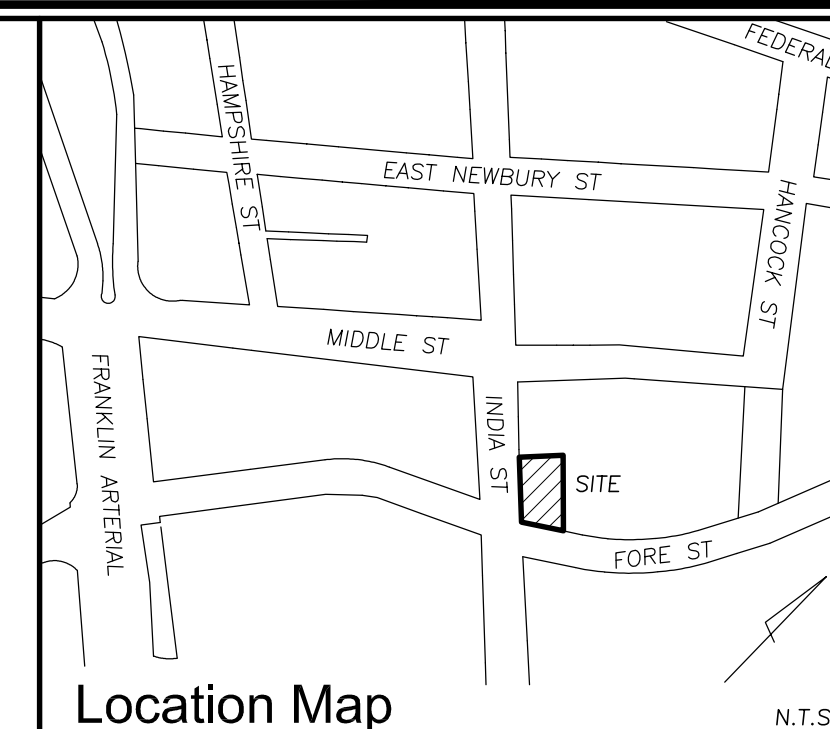 FEDERAL
HAMPSHIRE ST
EAST NEWBURY ST
HANCOCK ST
MIDDLE ST
FRANKLIN ARTERIAL
INDIA ST
SITE
FORE ST
Location Map
N.T.S